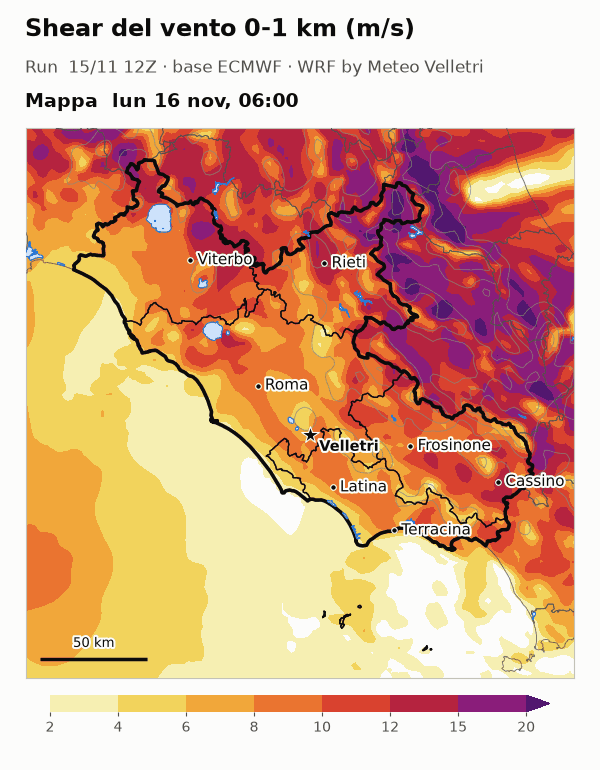 Shear del vento 0-1 km (m/s)
Run  15/11 12Z · base ECMWF · WRF by Meteo Velletri
Mappa  lun 16 nov, 06:00
Viterbo
Rieti
Roma
Velletri
Frosinone
Latina
Cassino
Terracina
50 km
2 4 6 8 10 12 15 20